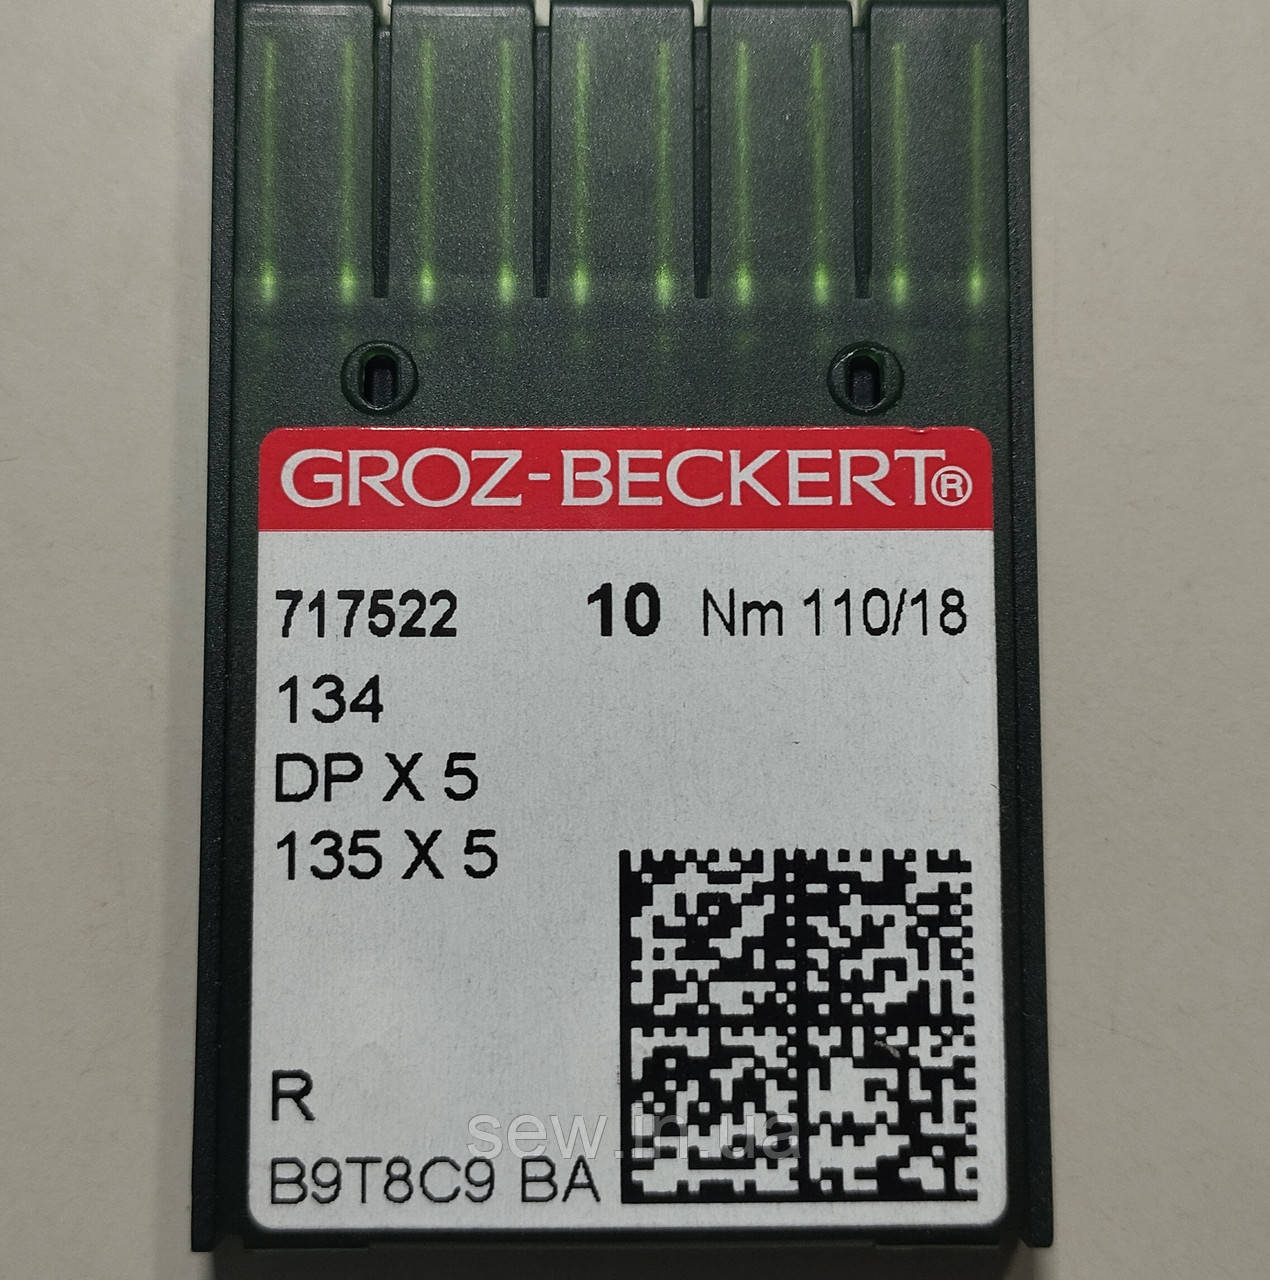 GROZ-BECKERT®
717522 10 Nm 110/18
134
DP X 5
135 X 5
R
sew.in.ua
B9T8C9 BA